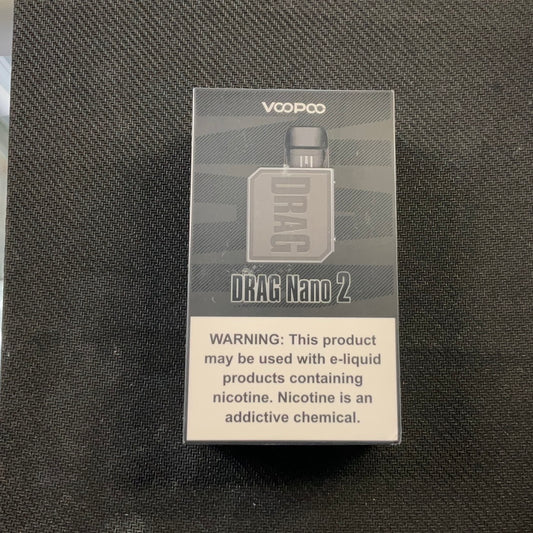 VOOPOO
DRAG
DRAG Nano 2
WARNING: This product
may be used with e-liquid
products containing
nicotine. Nicotine is an
addictive chemical.